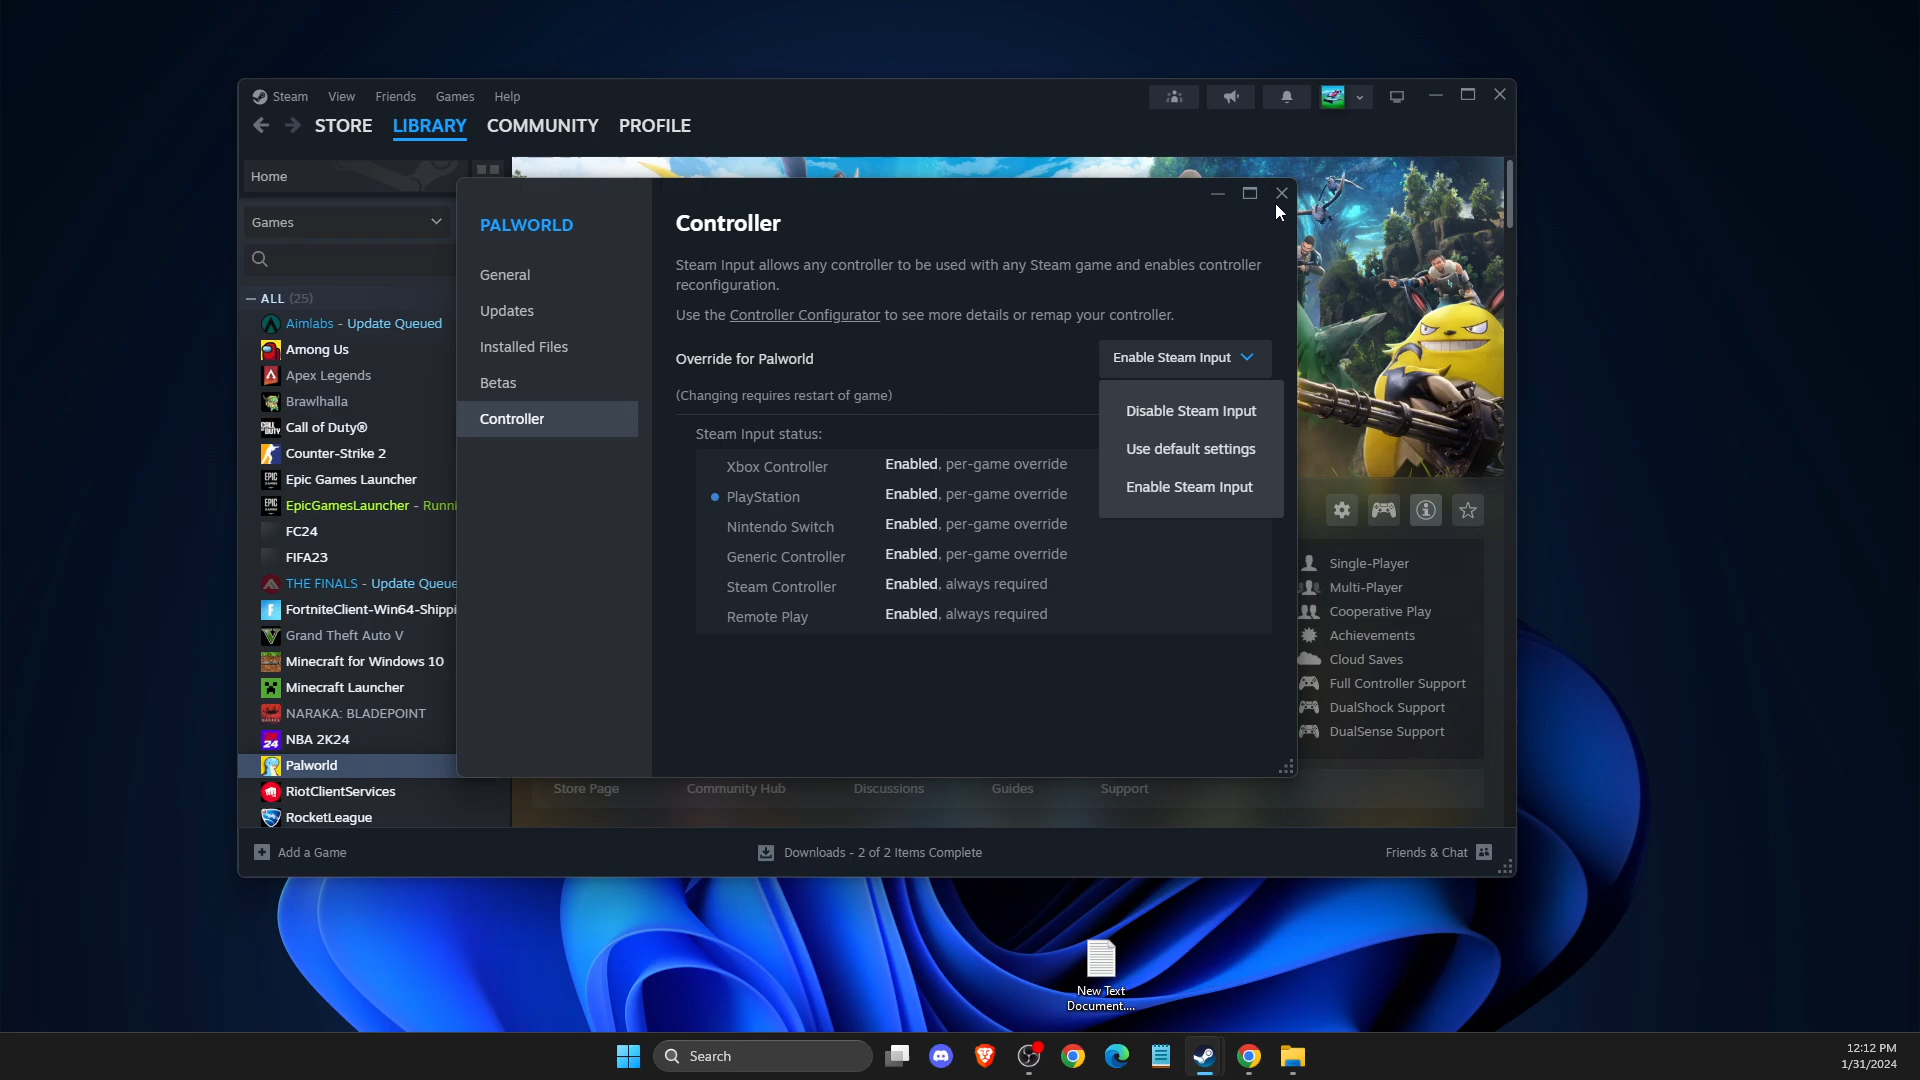 Steam View Friends Games Help
STORE LIBRARY COMMUNITY PROFILE
Home
Games
ALL (25)
Aimlabs - Update Queued
Among Us
Apex Legends
Brawlhalla
Call of Duty®
Counter-Strike 2
Epic Games Launcher
EpicGamesLauncher - Runni
FC24
FIFA23
THE FINALS - Update Queue
FortniteClient-Win64-Shippi
Grand Theft Auto V
Minecraft for Windows 10
Minecraft Launcher
NARAKA: BLADEPOINT
NBA 2K24
Palworld
RiotClientServices
RocketLeague
PALWORLD
General
Updates
Installed Files
Betas
Controller
Controller
Steam Input allows any controller to be used with any Steam game and enables controller
reconfiguration.
Use the Controller Configurator to see more details or remap your controller.
Override for Palworld
Enable Steam Input
(Changing requires restart of game)
Disable Steam Input
Use default settings
Enable Steam Input
Steam Input status:
Xbox Controller Enabled, per-game override
PlayStation Enabled, per-game override
Nintendo Switch Enabled, per-game override
Generic Controller Enabled, per-game override
Steam Controller Enabled, always required
Remote Play Enabled, always required
Single-Player
Multi-Player
Cooperative Play
Achievements
Cloud Saves
Full Controller Support
DualShock Support
DualSense Support
Store Page Community Hub Discussions Guides Support
Add a Game
Downloads - 2 of 2 Items Complete
Friends & Chat
New Text
Document....
Search
12:12 PM
1/31/2024